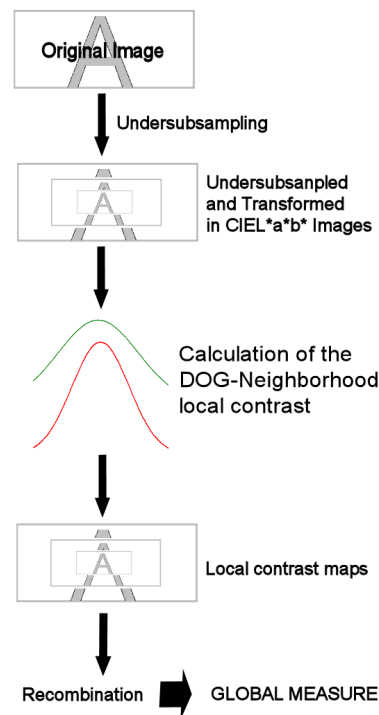 Original Image
Undersubsampling
Undersubsanpled
and Transformed
in CIEL*a*b* Images
A
Calculation of the
DOG-Neighborhood
local contrast
Local contrast maps
A
Recombination
GLOBAL MEASURE